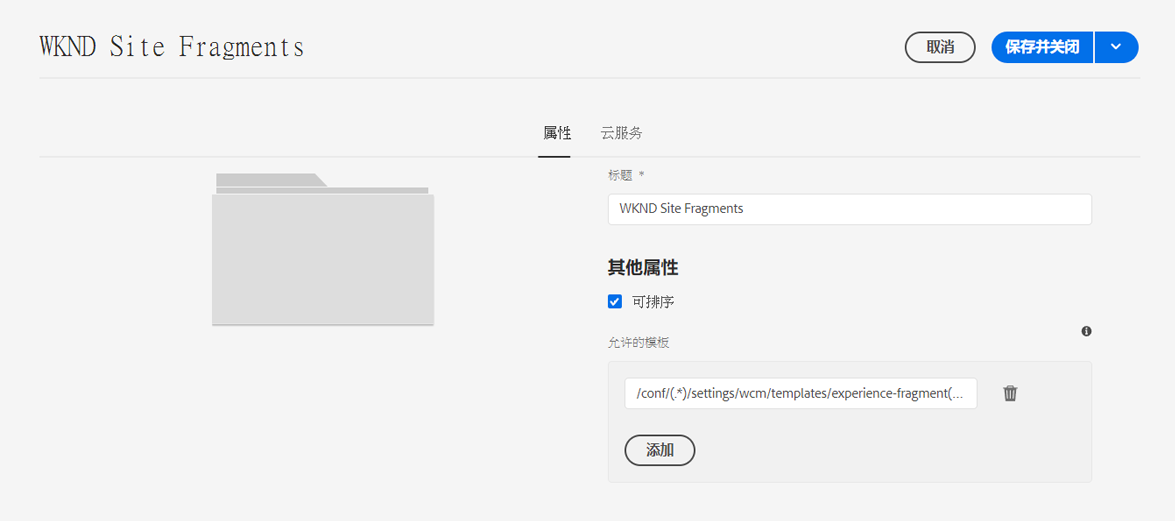 WKND Site Fragments
取消
保存并关闭
属性
云服务
标题 *
WKND Site Fragments
其他属性
可排序
允许的模板
/conf/(.*)/settings/wcm/templates/experience-fragment(...
添加